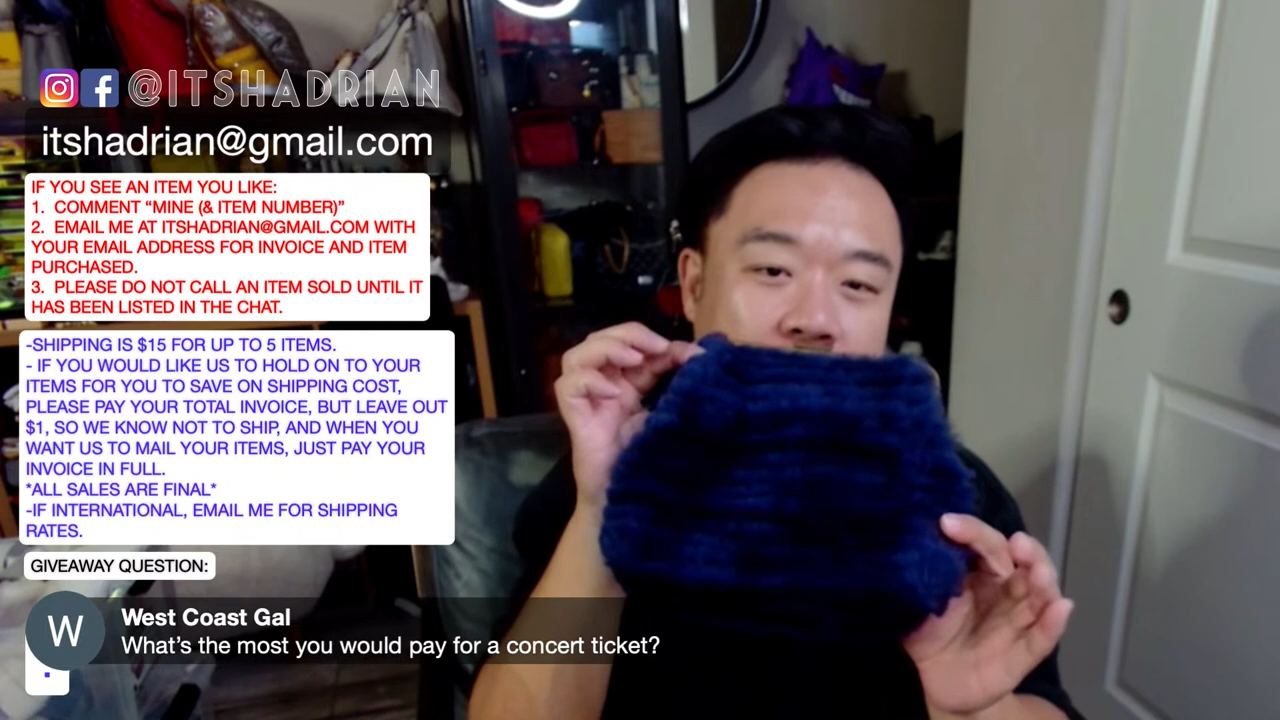 @ITSHADRIAN
itshadrian@gmail.com
IF YOU SEE AN ITEM YOU LIKE:
1. COMMENT “MINE (& ITEM NUMBER)”
2. EMAIL ME AT ITSHADRIAN@GMAIL.COM WITH
YOUR EMAIL ADDRESS FOR INVOICE AND ITEM
PURCHASED.
3. PLEASE DO NOT CALL AN ITEM SOLD UNTIL IT
HAS BEEN LISTED IN THE CHAT.
-SHIPPING IS $15 FOR UP TO 5 ITEMS.
- IF YOU WOULD LIKE US TO HOLD ON TO YOUR
ITEMS FOR YOU TO SAVE ON SHIPPING COST,
PLEASE PAY YOUR TOTAL INVOICE, BUT LEAVE OUT
$1, SO WE KNOW NOT TO SHIP, AND WHEN YOU
WANT US TO MAIL YOUR ITEMS, JUST PAY YOUR
INVOICE IN FULL.
*ALL SALES ARE FINAL*
-IF INTERNATIONAL, EMAIL ME FOR SHIPPING
RATES.
GIVEAWAY QUESTION:
W
West Coast Gal
What’s the most you would pay for a concert ticket?